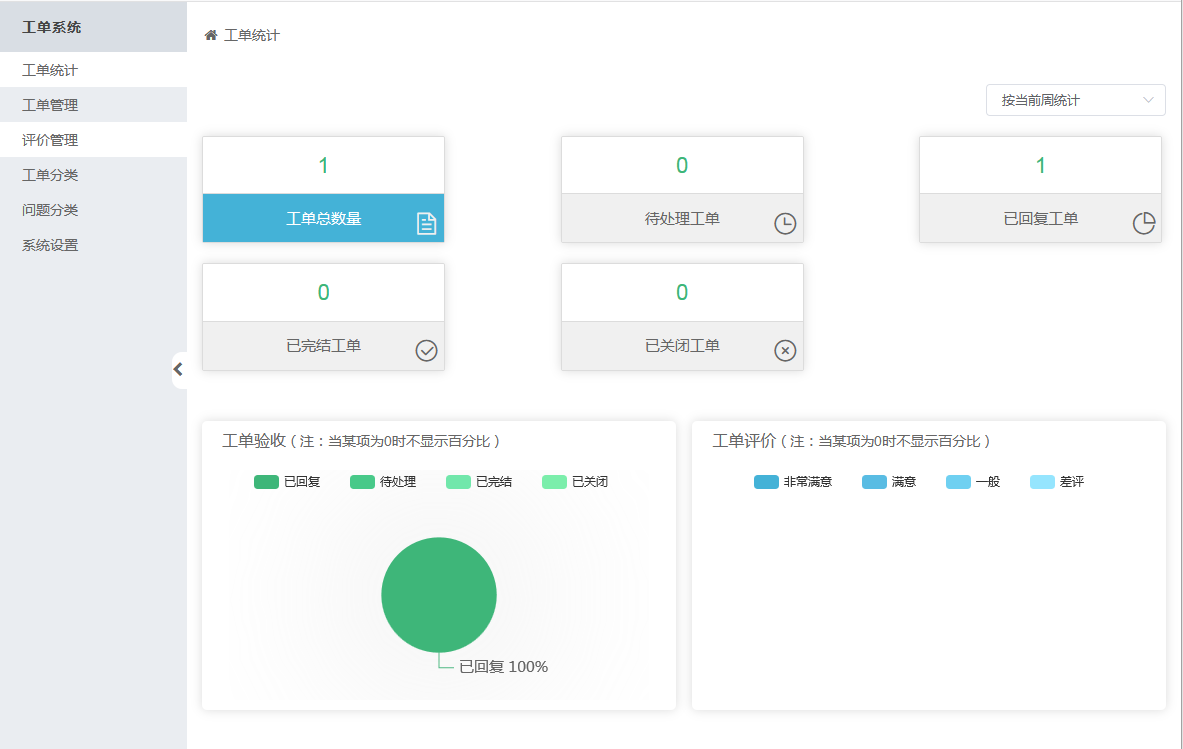 工单系统
工单统计
工单管理
评价管理
工单分类
问题分类
系统设置
工单统计
按当前周统计
1
工单总数量
0
待处理工单
1
已回复工单
0
已完结工单
0
已关闭工单
工单验收（注：当某项为0时不显示百分比）
已回复 待处理 已完结 已关闭
已回复 100%
工单评价（注：当某项为0时不显示百分比）
非常满意 满意 一般 差评